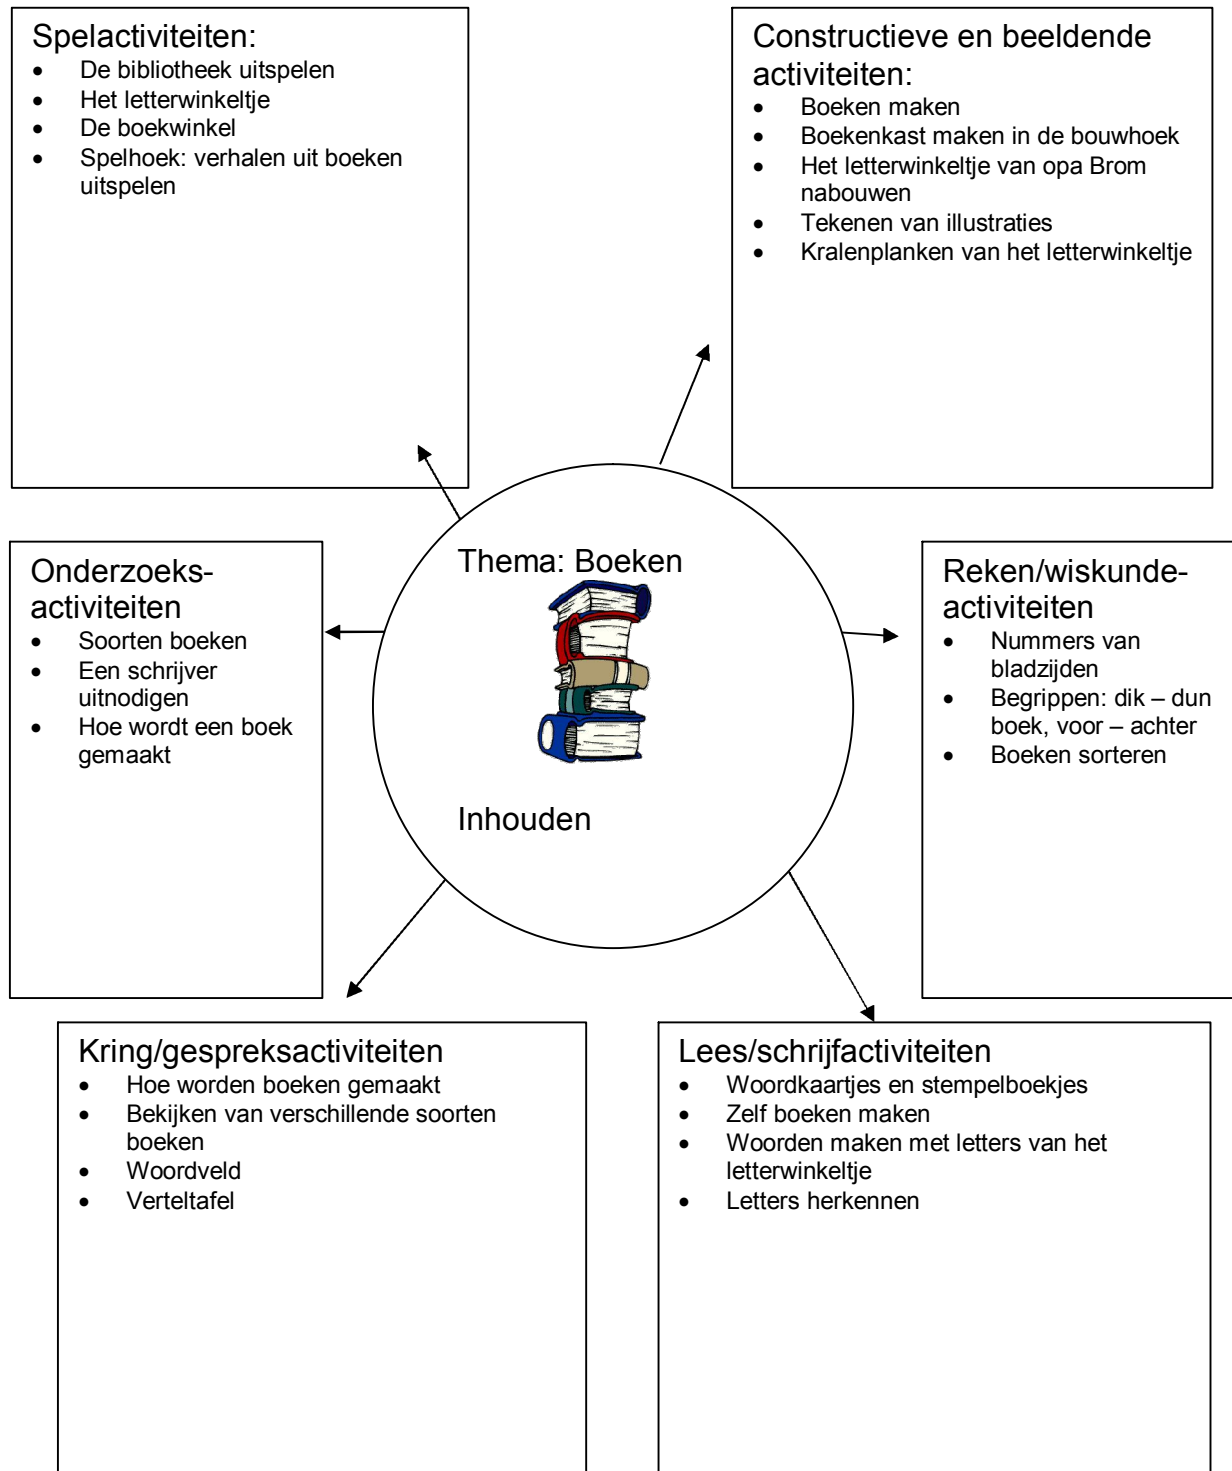 Spelactiviteiten:
• De bibliotheek uitspelen
• Het letterwinkeltje
• De boekwinkel
• Spelhoek: verhalen uit boeken
uitspelen
Constructieve en beeldende
activiteiten:
• Boeken maken
• Boekenkast maken in de bouwhoek
• Het letterwinkeltje van opa Brom
nabouwen
• Tekenen van illustraties
• Kralenplanken van het letterwinkeltje
Onderzoeks-
activiteiten
• Soorten boeken
• Een schrijver
uitnodigen
• Hoe wordt een boek
gemaakt
Thema: Boeken
Inhouden
Reken/wiskunde-
activiteiten
• Nummers van
bladzijden
• Begrippen: dik – dun
boek, voor – achter
• Boeken sorteren
Kring/gespreksactiviteiten
• Hoe worden boeken gemaakt
• Bekijken van verschillende soorten
boeken
• Woordveld
• Verteltafel
Lees/schrijfactiviteiten
• Woordkaartjes en stempelboekjes
• Zelf boeken maken
• Woorden maken met letters van het
letterwinkeltje
• Letters herkennen